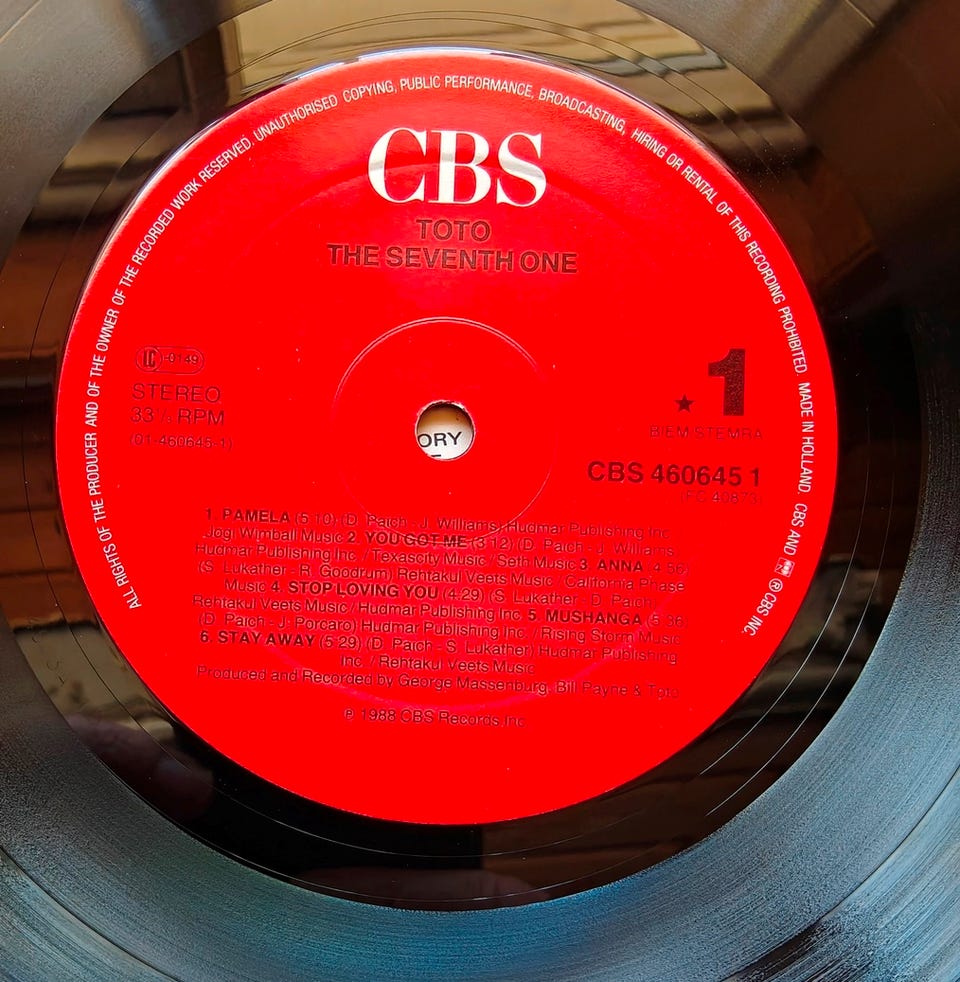 ALL RIGHTS OF THE PRODUCER AND OF THE OWNER OF THE RECORDED WORK RESERVED. UNAUTHORISED COPYING, PUBLIC PERFORMANCE, BROADCASTING, HIRING OR RENTAL OF THIS RECORDING PROHIBITED. MADE IN HOLLAND. CBS AND ® CBS INC.
CBS
TOTO
THE SEVENTH ONE
LC 0149
STEREO
33 1/3 RPM
(01-460645-1)
1
BIEM/STEMRA
CBS 460645 1
(FC 40873)
ORY
1. PAMELA (5:10) (D. Paich - J. Williams) Hudmar Publishing Inc.
Jogi Wimball Music 2. YOU GOT ME (3:12) (D. Paich - J. Williams)
Hudmar Publishing Inc. / Texascity Music / Seth Music 3. ANNA (4:56)
(S. Lukather - R. Goodrum) Rehtakul Veets Music / California Phase
Music 4. STOP LOVING YOU (4:29) (S. Lukather - D. Paich)
Rehtakul Veets Music / Hudmar Publishing Inc. 5. MUSHANGA (5:36)
(D. Paich - J. Porcaro) Hudmar Publishing Inc. / Rising Storm Music
6. STAY AWAY (5:29) (D. Paich - S. Lukather) Hudmar Publishing
Inc. / Rehtakul Veets Music
Produced and Recorded by George Massenburg, Bill Payne & Toto
℗ 1988 CBS Records Inc.